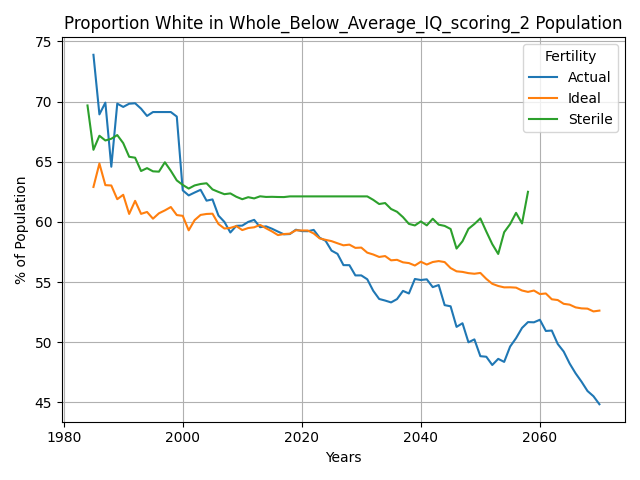 Proportion White in Whole_Below_Average_IQ_scoring_2 Population
% of Population
75
70
65
60
55
50
45
Fertility
Actual
Ideal
Sterile
1980
2000
2020
2040
2060
Years